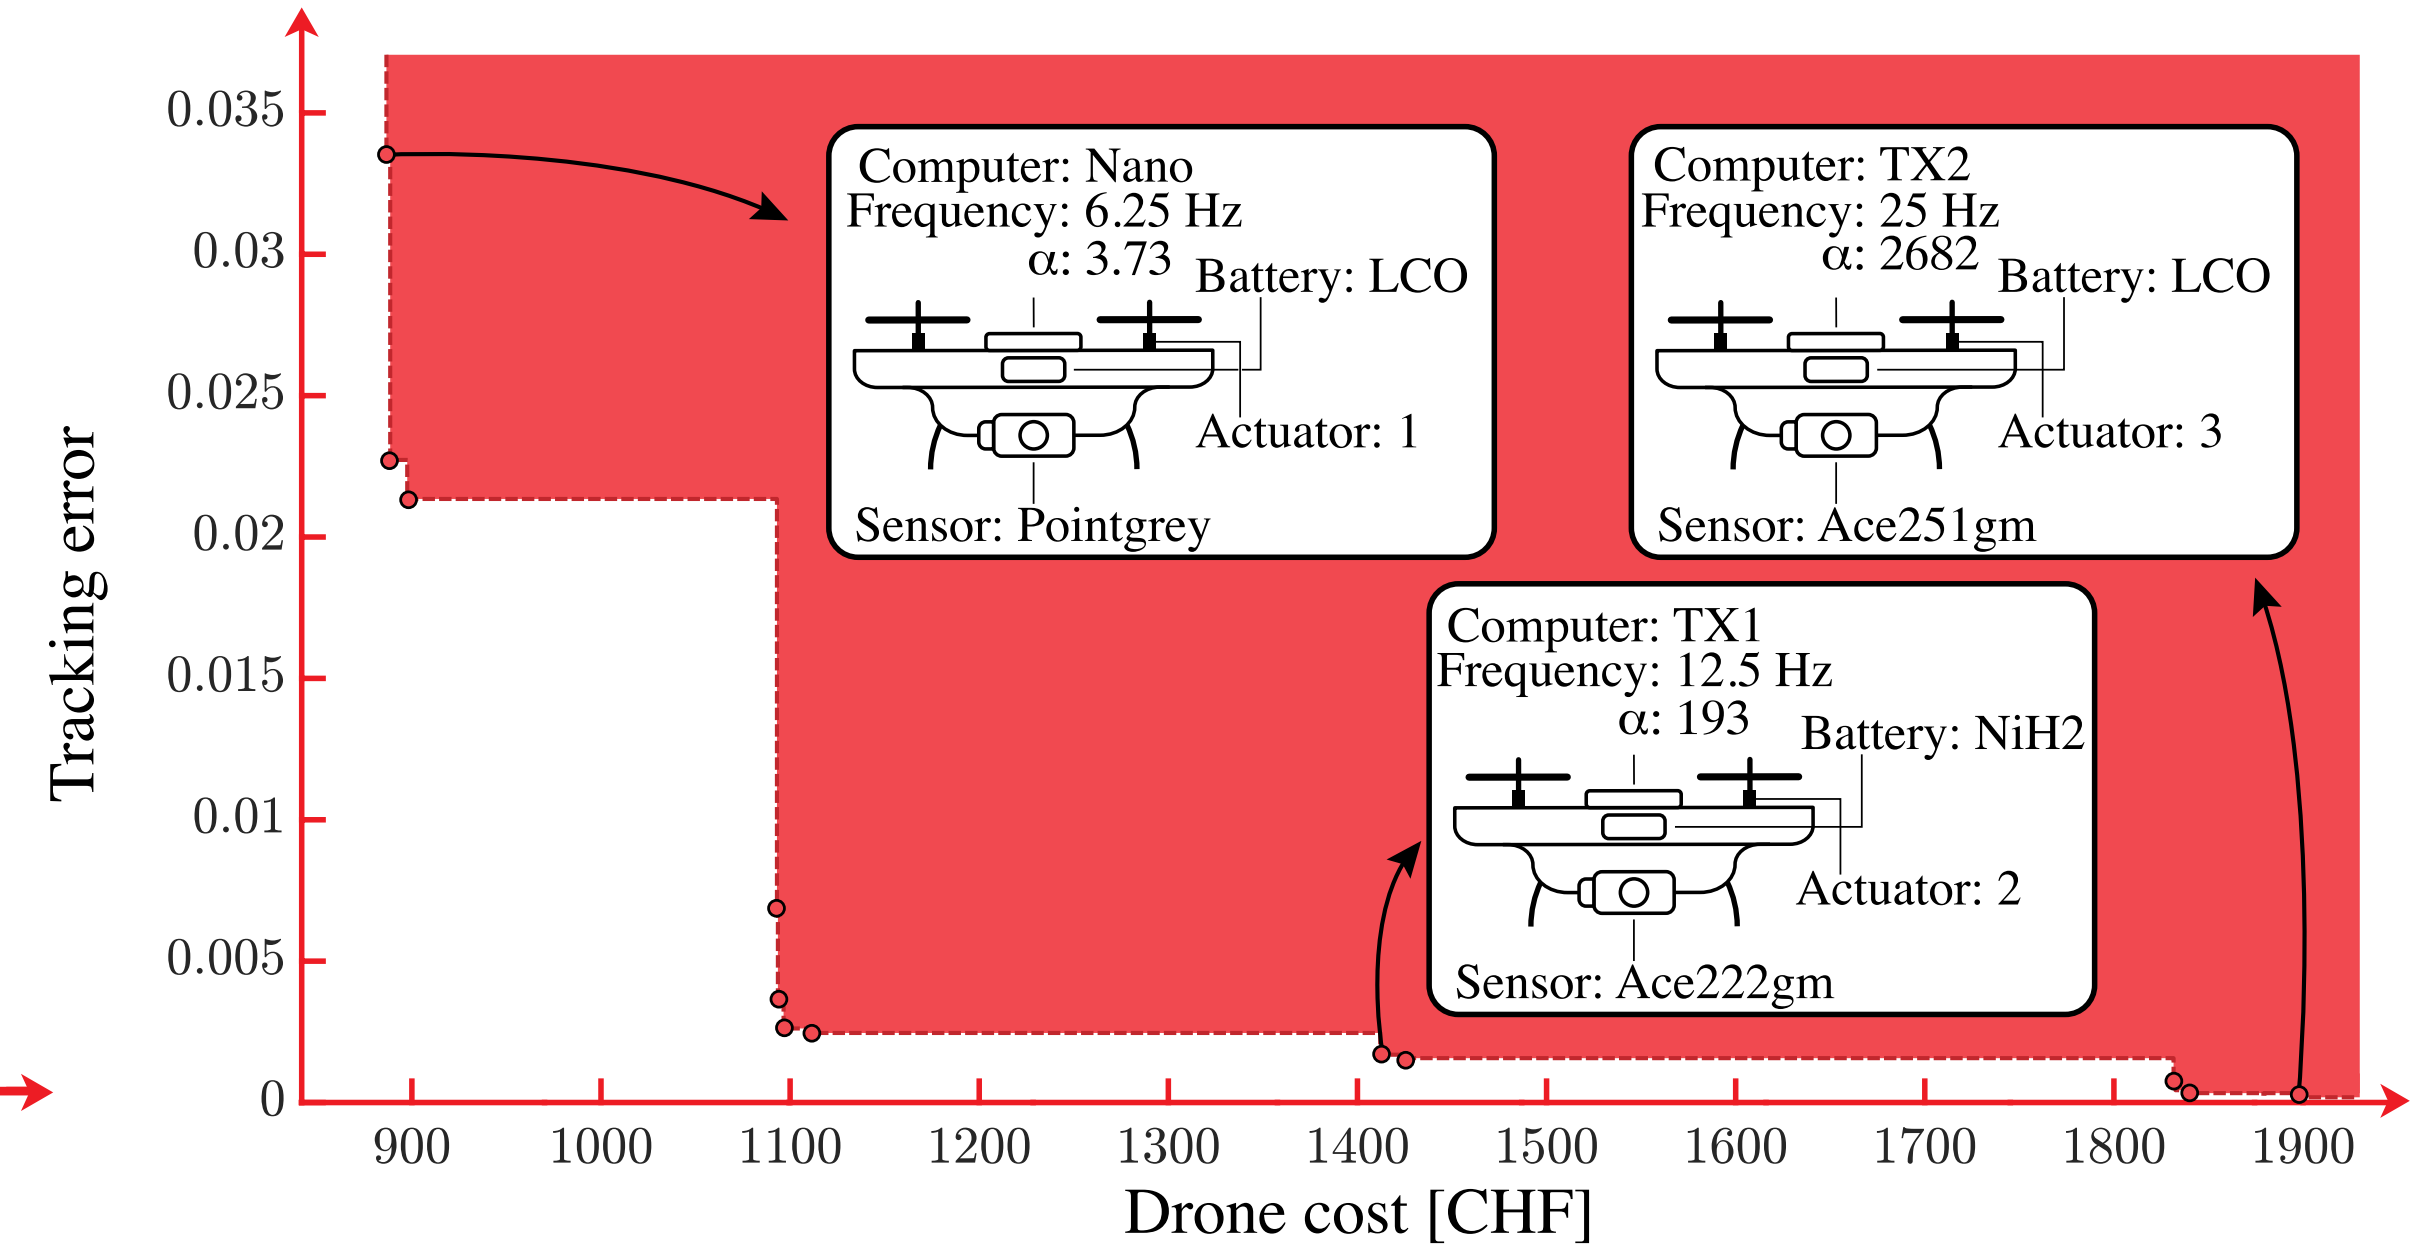 0.035
0.03
0.025
0.02
0.015
0.01
0.005
0
Tracking error
Computer: Nano
Frequency: 6.25 Hz
α: 3.73
Battery: LCO
Actuator: 1
Sensor: Pointgrey
Computer: TX2
Frequency: 25 Hz
α: 2682
Battery: LCO
Actuator: 3
Sensor: Ace251gm
Computer: TX1
Frequency: 12.5 Hz
α: 193
Battery: NiH2
Actuator: 2
Sensor: Ace222gm
900 1000 1100 1200 1300 1400 1500 1600 1700 1800 1900
Drone cost [CHF]